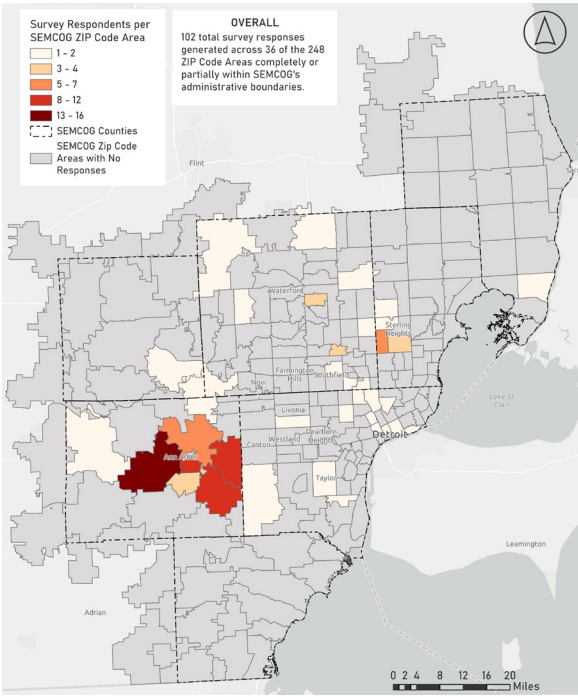 Survey Respondents per
SEMCOG ZIP Code Area
1 - 2
3 - 4
5 - 7
8 - 12
13 - 16
SEMCOG Counties
SEMCOG Zip Code
Areas with No
Responses
OVERALL
102 total survey responses
generated across 36 of the 248
ZIP Code Areas completely or
partially within SEMCOG's
administrative boundaries.
Flint
Waterford
Sterling
Heights
Farmington
Hills
Southfield
Novi
Lake St.
Clair
Livonia
Dearborn
Heights
Detroit
Canton
Westland
Ann Arbor
Taylor
Leamington
Adrian
0 2 4 8 12 16 20
Miles